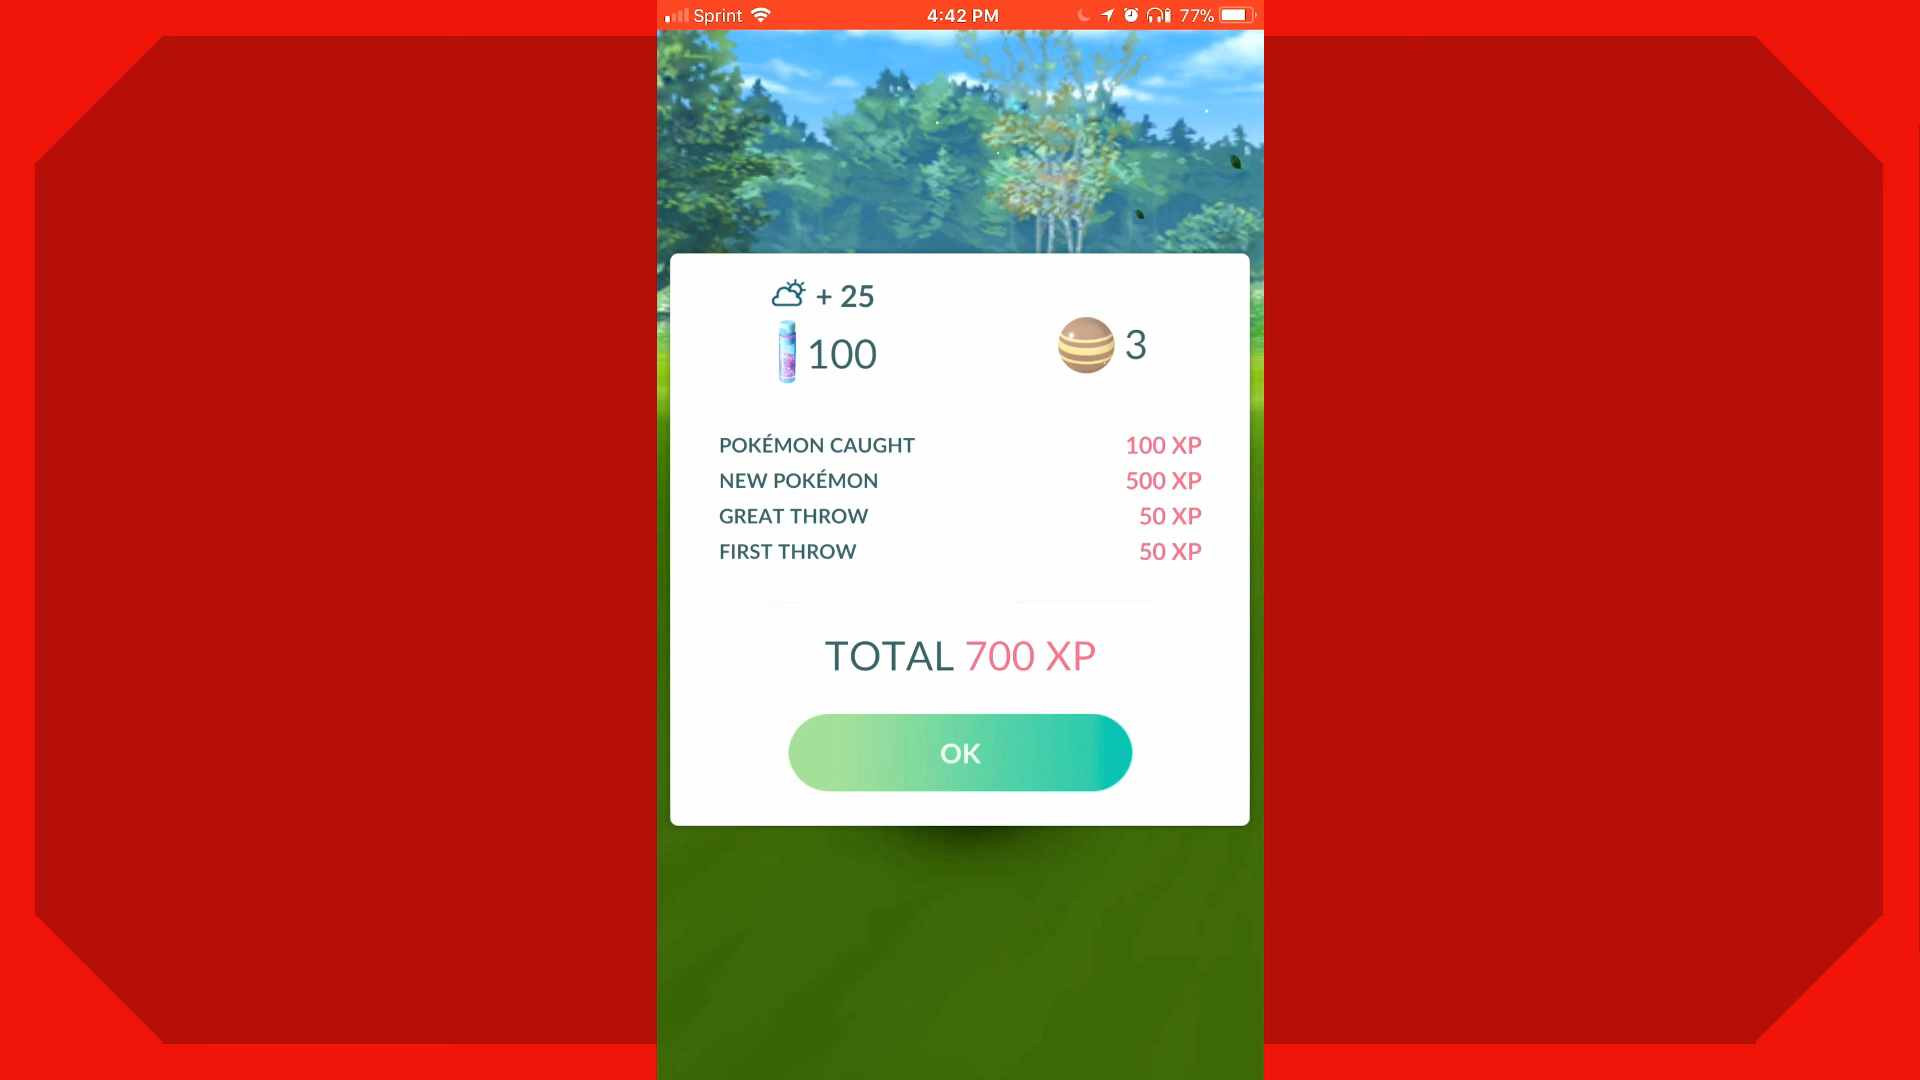 Sprint 4:42 PM 77%
+ 25
100 3
POKÉMON CAUGHT 100 XP
NEW POKÉMON 500 XP
GREAT THROW 50 XP
FIRST THROW 50 XP
TOTAL 700 XP
OK